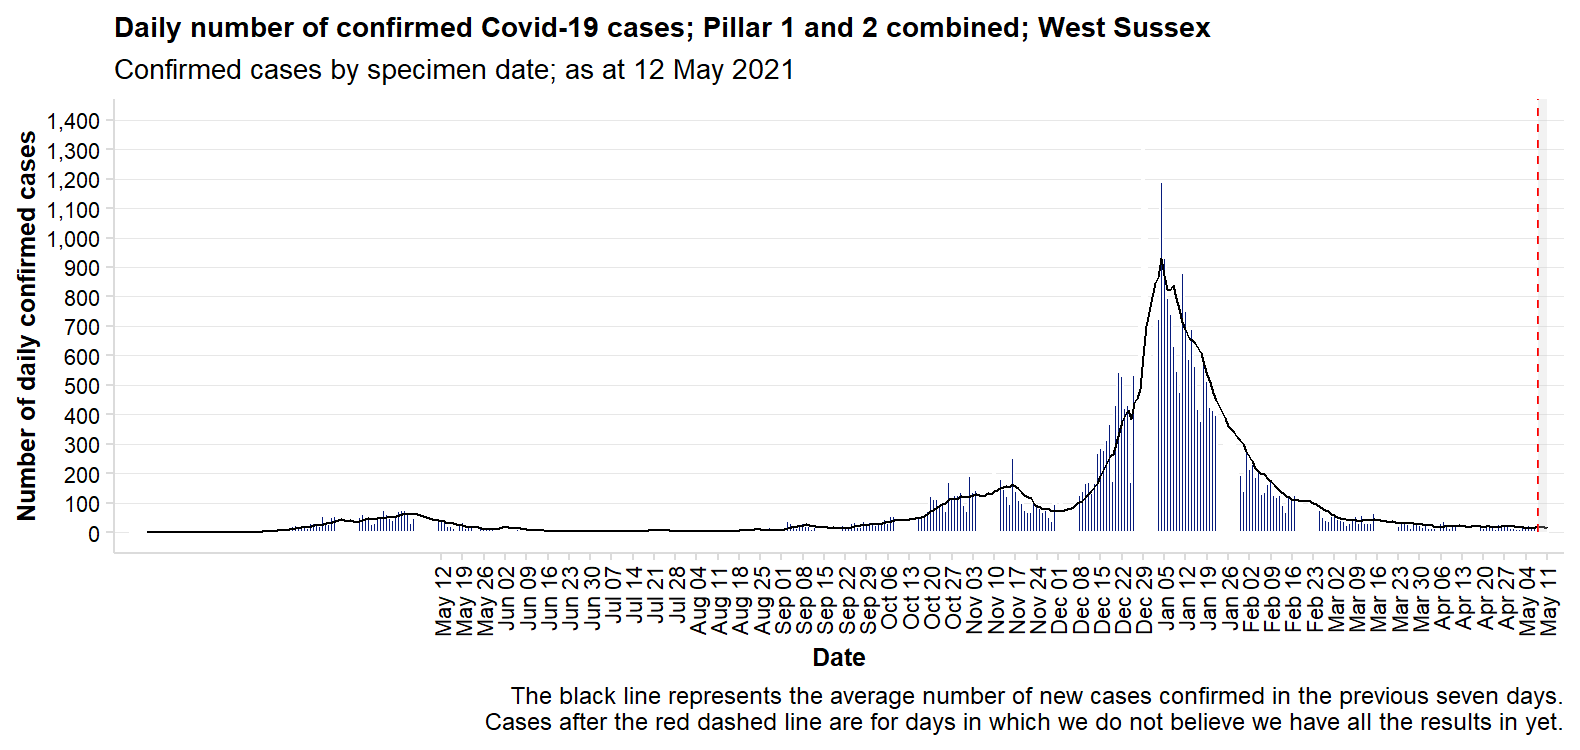 Daily number of confirmed Covid-19 cases; Pillar 1 and 2 combined; West Sussex
Confirmed cases by specimen date; as at 12 May 2021
Number of daily confirmed cases
1,400
1,300
1,200
1,100
1,000
900
800
700
600
500
400
300
200
100
0
May 12
May 19
May 26
Jun 02
Jun 09
Jun 16
Jun 23
Jun 30
Jul 07
Jul 14
Jul 21
Jul 28
Aug 04
Aug 11
Aug 18
Aug 25
Sep 01
Sep 08
Sep 15
Sep 22
Sep 29
Oct 06
Oct 13
Oct 20
Oct 27
Nov 03
Nov 10
Nov 17
Nov 24
Dec 01
Dec 08
Dec 15
Dec 22
Dec 29
Jan 05
Jan 12
Jan 19
Jan 26
Feb 02
Feb 09
Feb 16
Feb 23
Mar 02
Mar 09
Mar 16
Mar 23
Mar 30
Apr 06
Apr 13
Apr 20
Apr 27
May 04
May 11
Date
The black line represents the average number of new cases confirmed in the previous seven days.
Cases after the red dashed line are for days in which we do not believe we have all the results in yet.